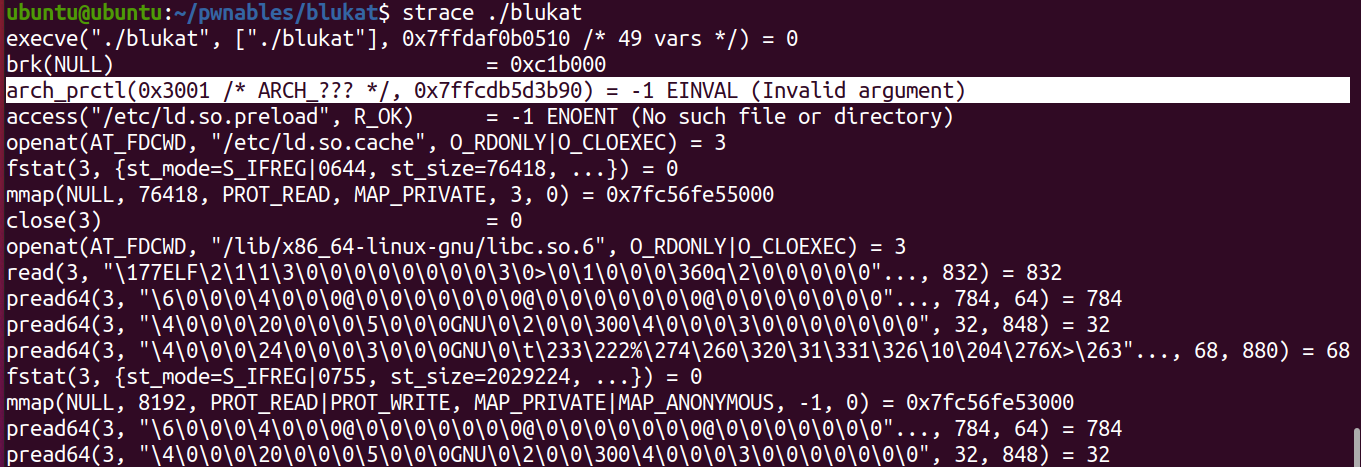 ubuntu@ubuntu:~/pwnables/blukat$ strace ./blukat
execve("./blukat", ["./blukat"], 0x7ffdaf0b0510 /* 49 vars */) = 0
brk(NULL)                               = 0xc1b000
arch_prctl(0x3001 /* ARCH_??? */, 0x7ffcdb5d3b90) = -1 EINVAL (Invalid argument)
access("/etc/ld.so.preload", R_OK)      = -1 ENOENT (No such file or directory)
openat(AT_FDCWD, "/etc/ld.so.cache", O_RDONLY|O_CLOEXEC) = 3
fstat(3, {st_mode=S_IFREG|0644, st_size=76418, ...}) = 0
mmap(NULL, 76418, PROT_READ, MAP_PRIVATE, 3, 0) = 0x7fc56fe55000
close(3)                                = 0
openat(AT_FDCWD, "/lib/x86_64-linux-gnu/libc.so.6", O_RDONLY|O_CLOEXEC) = 3
read(3, "\177ELF\2\1\1\3\0\0\0\0\0\0\0\0\3\0>\0\1\0\0\0\360q\2\0\0\0\0\0"..., 832) = 832
pread64(3, "\6\0\0\0\4\0\0\0@\0\0\0\0\0\0\0@\0\0\0\0\0\0\0@\0\0\0\0\0\0\0"..., 784, 64) = 784
pread64(3, "\4\0\0\0\20\0\0\0\5\0\0\0GNU\0\2\0\0\300\4\0\0\0\3\0\0\0\0\0\0\0", 32, 848) = 32
pread64(3, "\4\0\0\0\24\0\0\0\3\0\0\0GNU\0\t\233\222%\274\260\320\31\331\326\10\204\276X>\263"..., 68, 880) = 68
fstat(3, {st_mode=S_IFREG|0755, st_size=2029224, ...}) = 0
mmap(NULL, 8192, PROT_READ|PROT_WRITE, MAP_PRIVATE|MAP_ANONYMOUS, -1, 0) = 0x7fc56fe53000
pread64(3, "\6\0\0\0\4\0\0\0@\0\0\0\0\0\0\0@\0\0\0\0\0\0\0@\0\0\0\0\0\0\0"..., 784, 64) = 784
pread64(3, "\4\0\0\0\20\0\0\0\5\0\0\0GNU\0\2\0\0\300\4\0\0\0\3\0\0\0\0\0\0\0", 32, 848) = 32